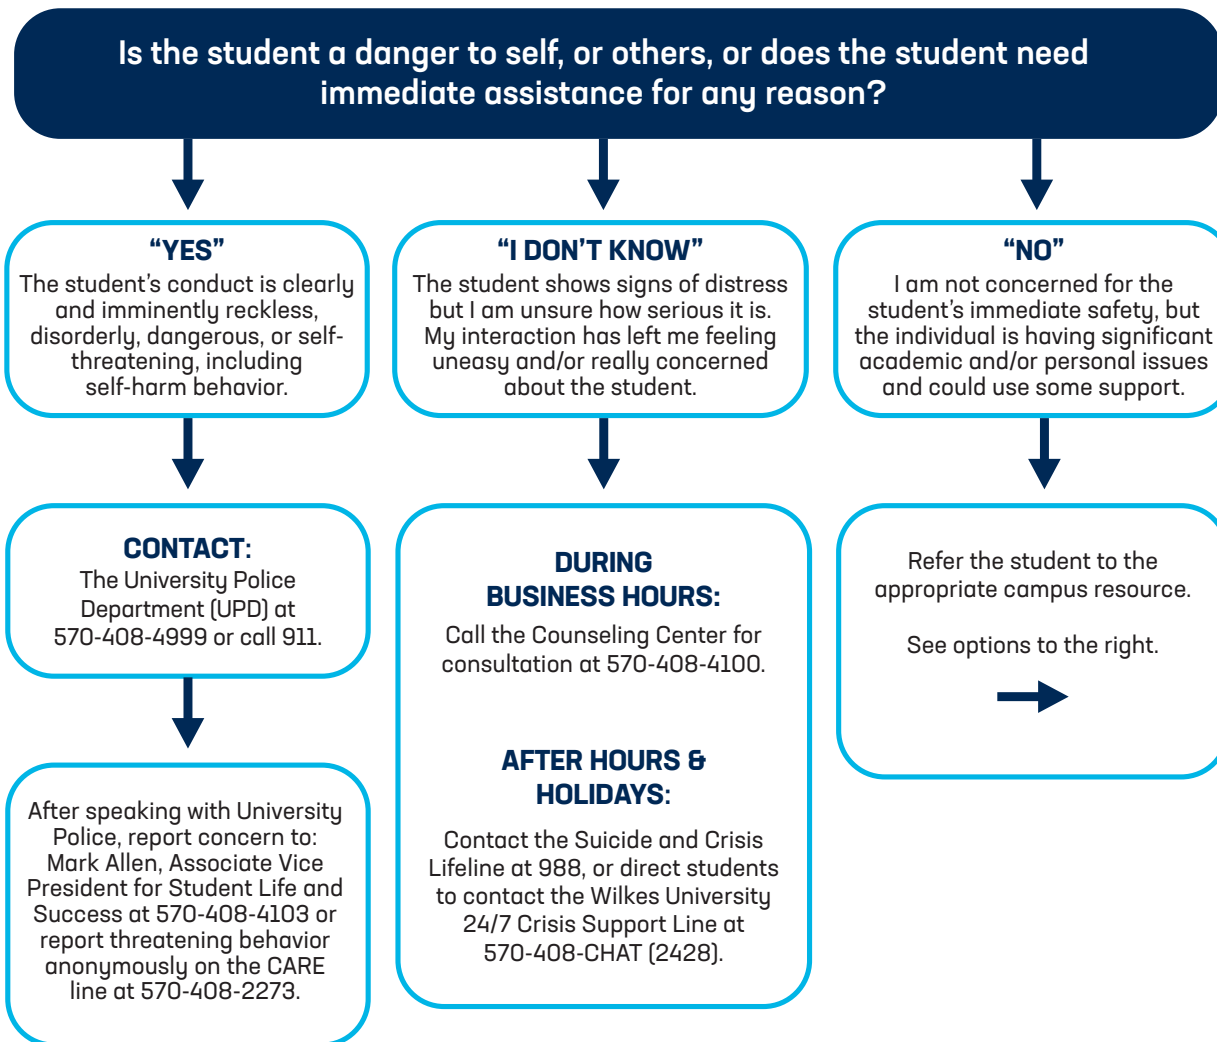 Is the student a danger to self, or others, or does the student need
immediate assistance for any reason?
“YES”
The student’s conduct is clearly
and imminently reckless,
disorderly, dangerous, or self-
threatening, including
self-harm behavior.
“I DON’T KNOW”
The student shows signs of distress
but I am unsure how serious it is.
My interaction has left me feeling
uneasy and/or really concerned
about the student.
“NO”
I am not concerned for the
student’s immediate safety, but
the individual is having significant
academic and/or personal issues
and could use some support.
CONTACT:
The University Police
Department (UPD) at
570-408-4999 or call 911.
After speaking with University
Police, report concern to:
Mark Allen, Associate Vice
President for Student Life and
Success at 570-408-4103 or
report threatening behavior
anonymously on the CARE
line at 570-408-2273.
DURING
BUSINESS HOURS:
Call the Counseling Center for
consultation at 570-408-4100.
AFTER HOURS &
HOLIDAYS:
Contact the Suicide and Crisis
Lifeline at 988, or direct students
to contact the Wilkes University
24/7 Crisis Support Line at
570-408-CHAT (2428).
Refer the student to the
appropriate campus resource.
See options to the right.